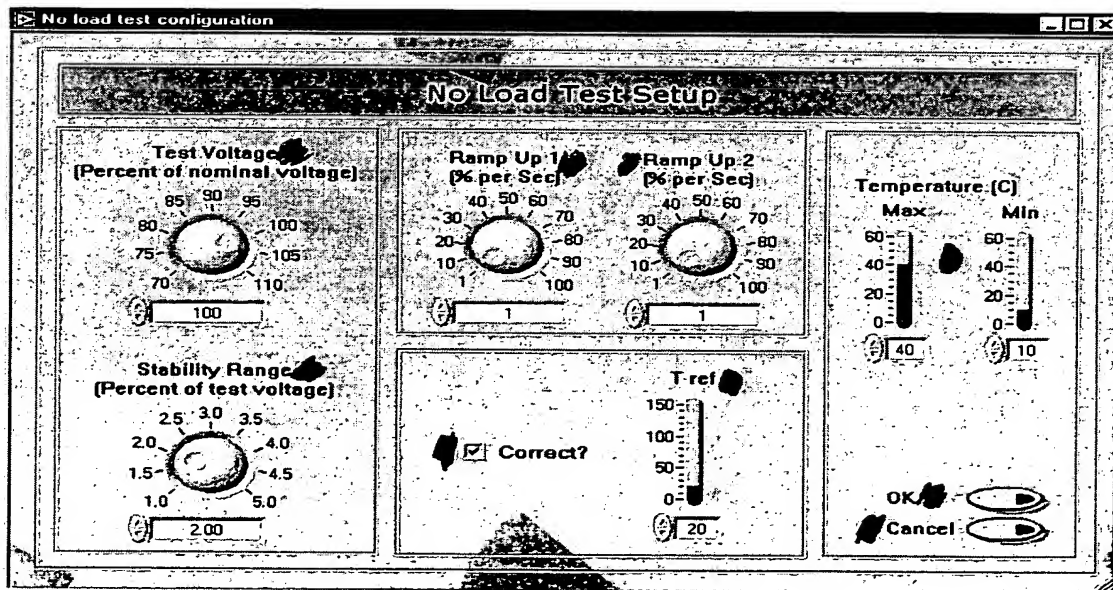 No load test configuration
No Load Test Setup
Test Voltage
(Percent of nominal voltage)
70 75 80 85 90 95 100 105 110
100
Stability Range
(Percent of test voltage)
1.0 1.5 2.0 2.5 3.0 3.5 4.0 4.5 5.0
2.00
Ramp Up 1
(% per Sec)
1 10 20 30 40 50 60 70 80 90 100
1
Ramp Up 2
(% per Sec)
1 10 20 30 40 50 60 70 80 90 100
1
Correct?
T ref
150
100
50
0
20
Temperature (C)
Max
60
40
20
0
40
Min
60
40
20
0
10
OK
Cancel